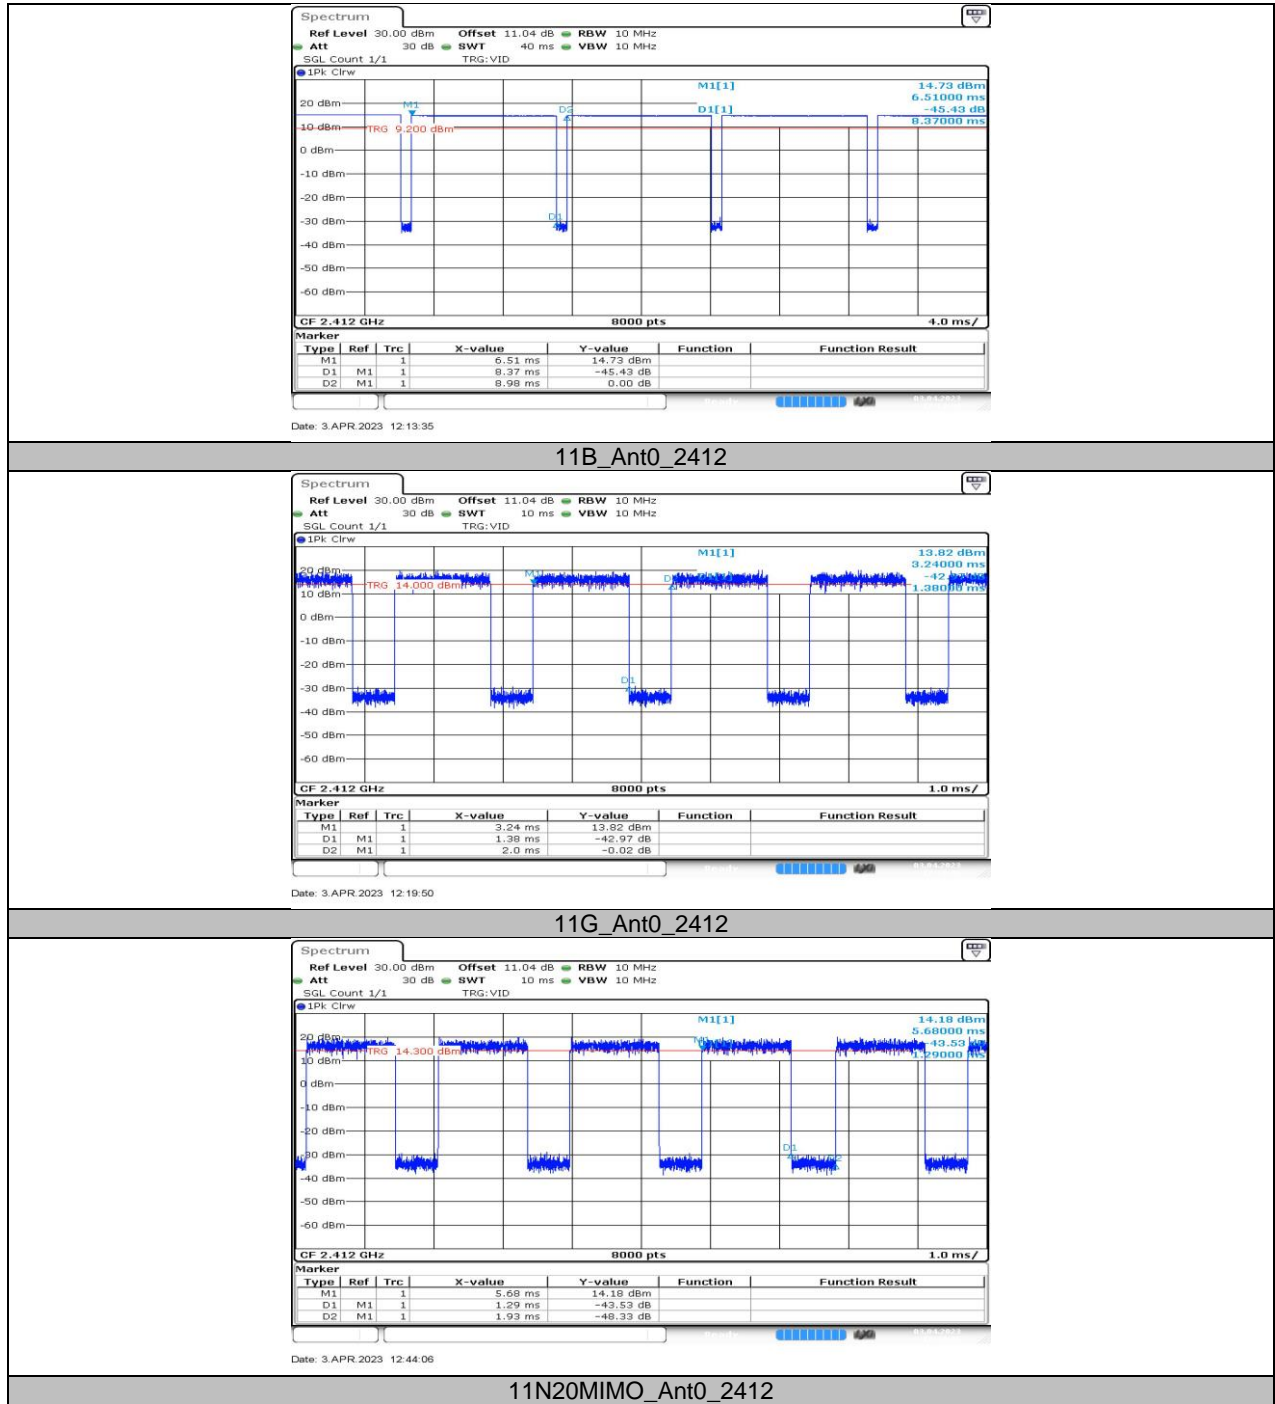 Spectrum
Ref Level 30.00 dBm Offset 11.04 dB RBW 10 MHz
Att 30 dB SWT 40 ms VBW 10 MHz
SGL Count 1/1 TRG:VID
1Pk Clrw
M1[1] 14.73 dBm
6.51000 ms
20 dBm M1 D2 D1[1] -45.43 dB
8.37000 ms
10 dBm TRG 9.200 dBm
0 dBm
-10 dBm
-20 dBm
-30 dBm D1
-40 dBm
-50 dBm
-60 dBm
CF 2.412 GHz 8000 pts 4.0 ms/
Marker
Type Ref Trc X-value Y-value Function Function Result
M1 1 6.51 ms 14.73 dBm
D1 M1 1 8.37 ms -45.43 dB
D2 M1 1 8.98 ms 0.00 dB
Date: 3.APR.2023 12:13:35
11B_Ant0_2412
Spectrum
Ref Level 30.00 dBm Offset 11.04 dB RBW 10 MHz
Att 30 dB SWT 10 ms VBW 10 MHz
SGL Count 1/1 TRG:VID
1Pk Clrw
M1[1] 13.82 dBm
3.24000 ms
20 dBm M1
TRG 14.000 dBm 1.38000 ms
10 dBm
0 dBm
-10 dBm
-20 dBm
-30 dBm D1
-40 dBm
-50 dBm
-60 dBm
CF 2.412 GHz 8000 pts 1.0 ms/
Marker
Type Ref Trc X-value Y-value Function Function Result
M1 1 3.24 ms 13.82 dBm
D1 M1 1 1.38 ms -42.97 dB
D2 M1 1 2.0 ms -0.02 dB
Date: 3.APR.2023 12:19:50
11G_Ant0_2412
Spectrum
Ref Level 30.00 dBm Offset 11.04 dB RBW 10 MHz
Att 30 dB SWT 10 ms VBW 10 MHz
SGL Count 1/1 TRG:VID
1Pk Clrw
M1[1] 14.18 dBm
5.68000 ms
20 dBm -43.53
TRG 14.300 dBm 1.29000 ms
10 dBm
0 dBm
-10 dBm
-20 dBm
-30 dBm D1
-40 dBm
-50 dBm
-60 dBm
CF 2.412 GHz 8000 pts 1.0 ms/
Marker
Type Ref Trc X-value Y-value Function Function Result
M1 1 5.68 ms 14.18 dBm
D1 M1 1 1.29 ms -43.53 dB
D2 M1 1 1.93 ms -48.33 dB
Date: 3.APR.2023 12:44:06
11N20MIMO_Ant0_2412